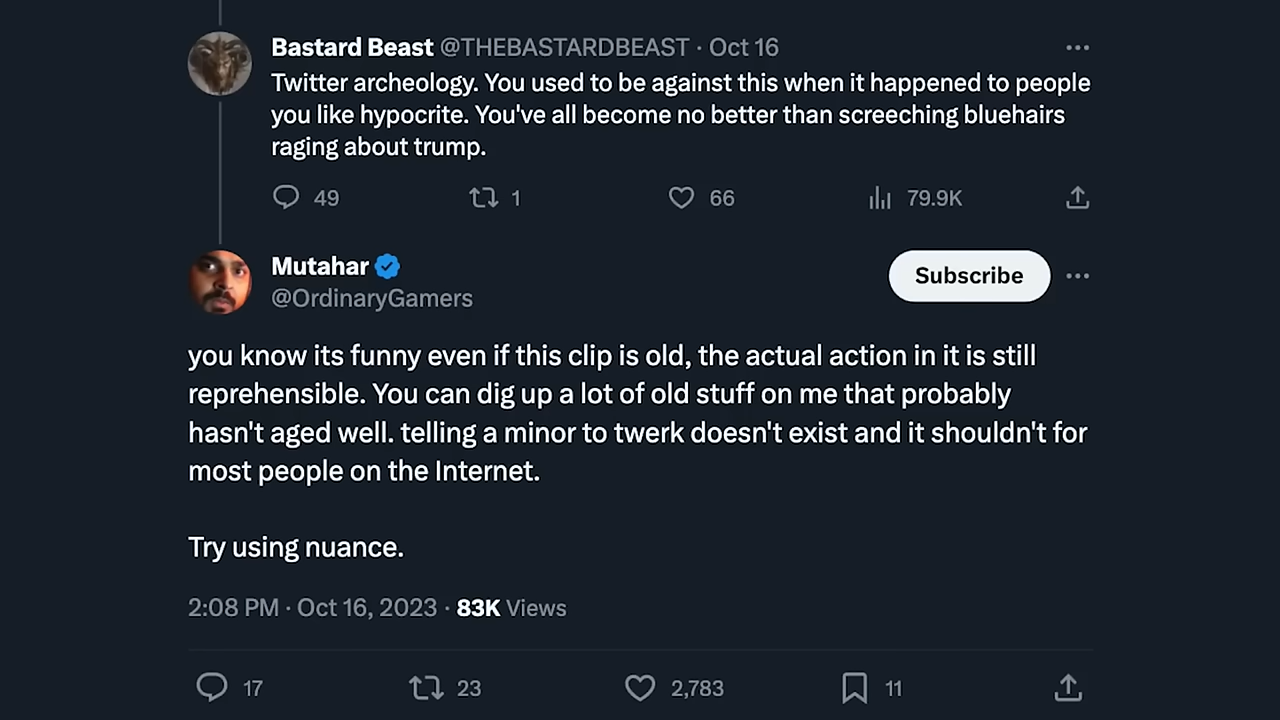 Bastard Beast @THEBASTARDBEAST · Oct 16
Twitter archeology. You used to be against this when it happened to people
you like hypocrite. You've all become no better than screeching bluehairs
raging about trump.
49 1 66 79.9K
Mutahar
Subscribe
@OrdinaryGamers
you know its funny even if this clip is old, the actual action in it is still
reprehensible. You can dig up a lot of old stuff on me that probably
hasn't aged well. telling a minor to twerk doesn't exist and it shouldn't for
most people on the Internet.
Try using nuance.
2:08 PM · Oct 16, 2023 · 83K Views
17 23 2,783 11